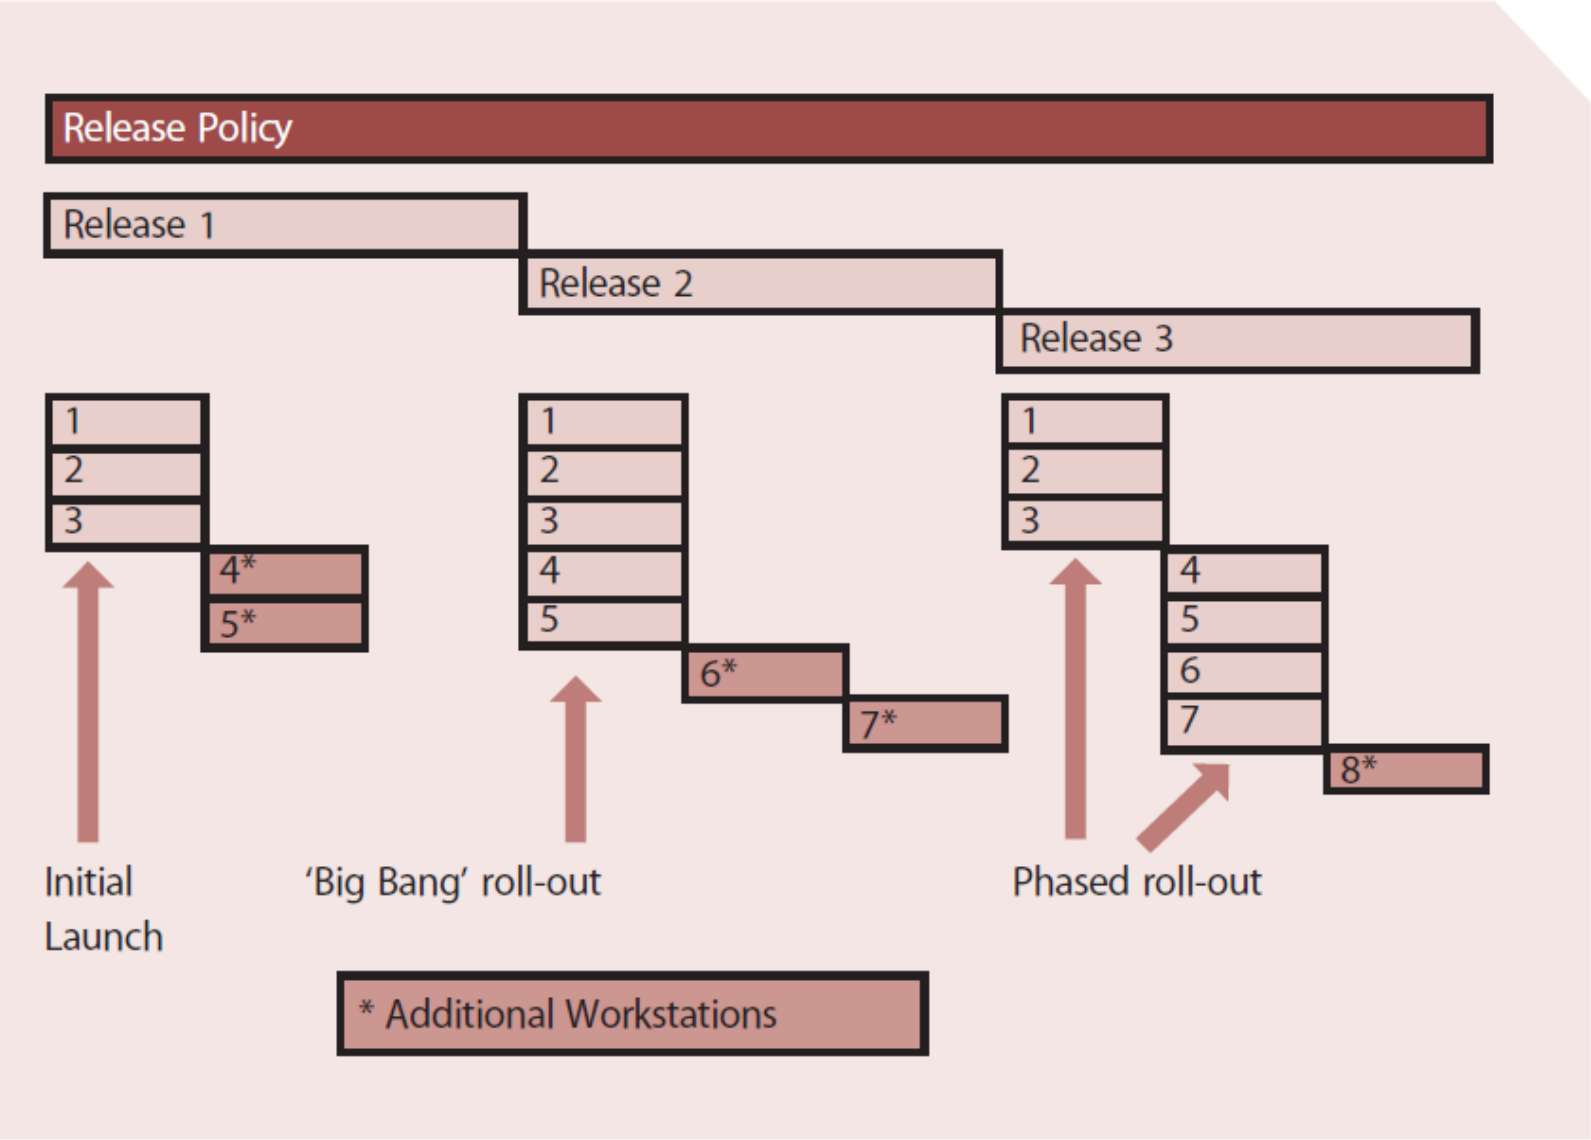 Release Policy
Release 1
Release 2
Release 3
1
2
3
4*
5*
1
2
3
4
5
6*
7*
1
2
3
4
5
6
7
8*
Initial
Launch
‘Big Bang’ roll-out
Phased roll-out
* Additional Workstations